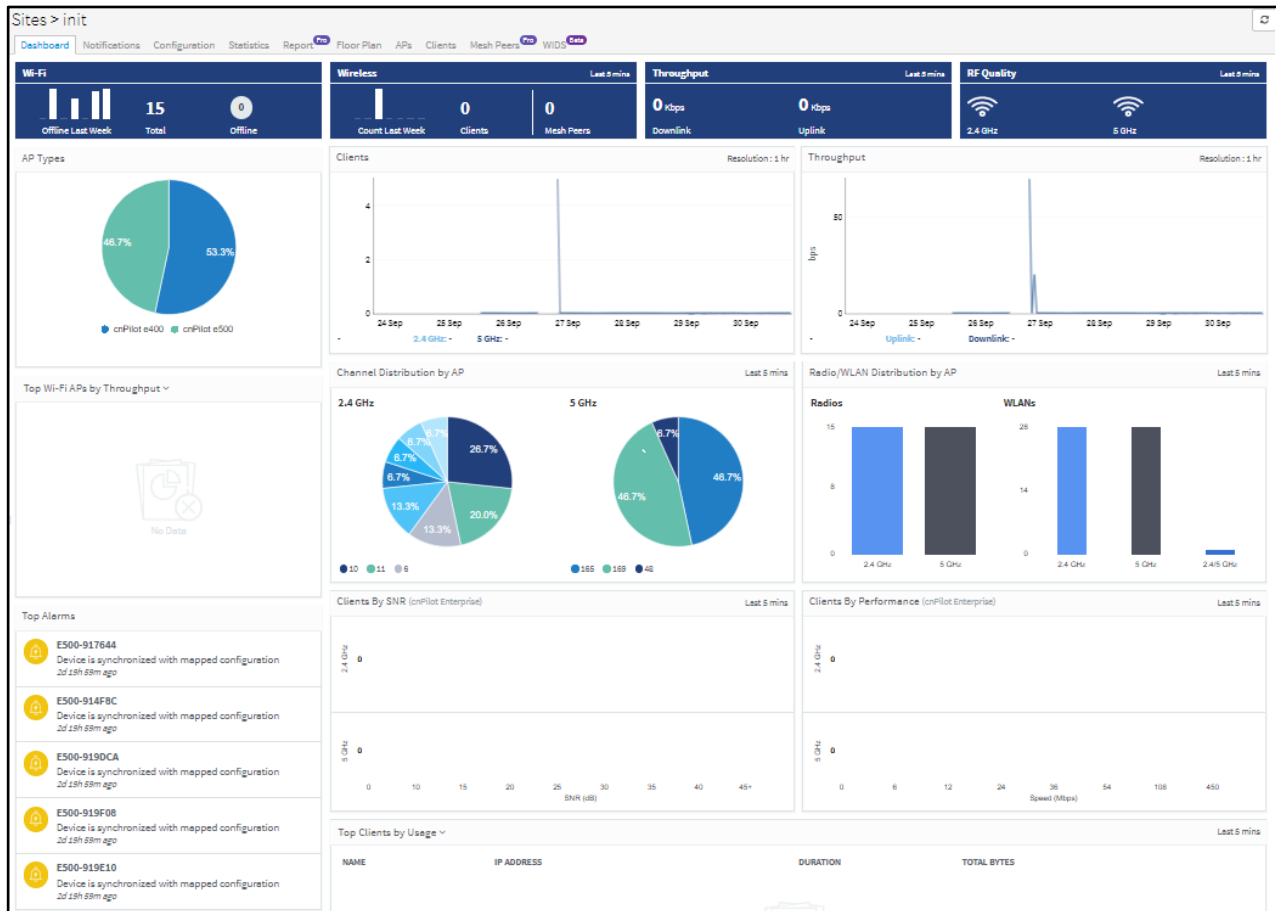 Sites > init
Dashboard Notifications Configuration Statistics Report Pro Floor Plan APs Clients Mesh Peers Pro WIDS Beta
Wi-Fi
15
0
Offline Last Week Total Offline
Wireless Last 5 mins
0 0
Count Last Week Clients Mesh Peers
Throughput Last 5 mins
0 Kbps 0 Kbps
Downlink Uplink
RF Quality Last 5 mins
2.4 GHz 5 GHz
AP Types
46.7%
53.3%
cnPilot e400 cnPilot e500
Clients Resolution : 1 hr
4
2
0
24 Sep 25 Sep 26 Sep 27 Sep 28 Sep 29 Sep 30 Sep
- 2.4 GHz: - 5 GHz: -
Throughput Resolution : 1 hr
50
bps
0
24 Sep 25 Sep 26 Sep 27 Sep 28 Sep 29 Sep 30 Sep
- Uplink: - Downlink: -
Top Wi-Fi APs by Throughput
No Data
Channel Distribution by AP Last 5 mins
2.4 GHz
6.7%
6.7%
6.7%
6.7%
13.3%
13.3%
20.0%
26.7%
10 11 6
5 GHz
6.7%
46.7%
46.7%
165 169 48
Radio/WLAN Distribution by AP Last 5 mins
Radios
15
8
0
2.4 GHz 5 GHz
WLANs
28
14
0
2.4 GHz 5 GHz 2.4/5 GHz
Top Alarms
E500-917644
Device is synchronized with mapped configuration
2d 19h 59m ago
E500-914F8C
Device is synchronized with mapped configuration
2d 19h 59m ago
E500-919DCA
Device is synchronized with mapped configuration
2d 19h 59m ago
E500-919F08
Device is synchronized with mapped configuration
2d 19h 59m ago
E500-919E10
Device is synchronized with mapped configuration
2d 19h 59m ago
Clients By SNR (cnPilot Enterprise) Last 5 mins
2.4 GHz
0
5 GHz
0
0 10 15 20 25 30 35 40 45+
SNR (dB)
Clients By Performance (cnPilot Enterprise) Last 5 mins
2.4 GHz
0
5 GHz
0
0 6 12 24 36 54 108 450
Speed (Mbps)
Top Clients by Usage Last 5 mins
NAME IP ADDRESS DURATION TOTAL BYTES